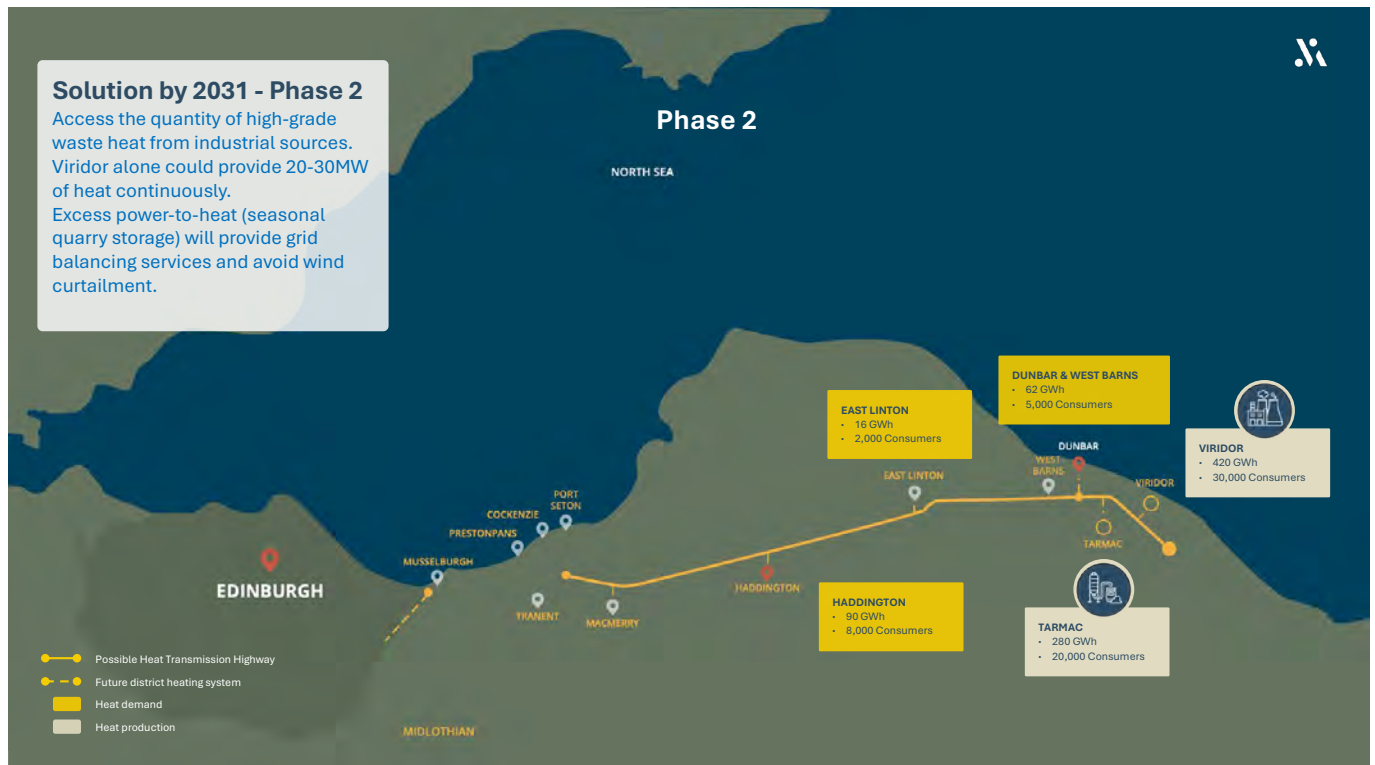 Solution by 2031 - Phase 2
Access the quantity of high-grade
waste heat from industrial sources.
Viridor alone could provide 20-30MW
of heat continuously.
Excess power-to-heat (seasonal
quarry storage) will provide grid
balancing services and avoid wind
curtailment.
Phase 2
NORTH SEA
DUNBAR & WEST BARNS
• 62 GWh
• 5,000 Consumers
EAST LINTON
• 16 GWh
• 2,000 Consumers
VIRIDOR
• 420 GWh
• 30,000 Consumers
DUNBAR
WEST
BARNS
EAST LINTON
VIRIDOR
PORT
SETON
COCKENZIE
PRESTONPANS
TARMAC
MUSSELBURGH
EDINBURGH
HADDINGTON
TRANENT
MACMERRY
HADDINGTON
• 90 GWh
• 8,000 Consumers
TARMAC
• 280 GWh
• 20,000 Consumers
Possible Heat Transmission Highway
Future district heating system
Heat demand
Heat production
MIDLOTHIAN